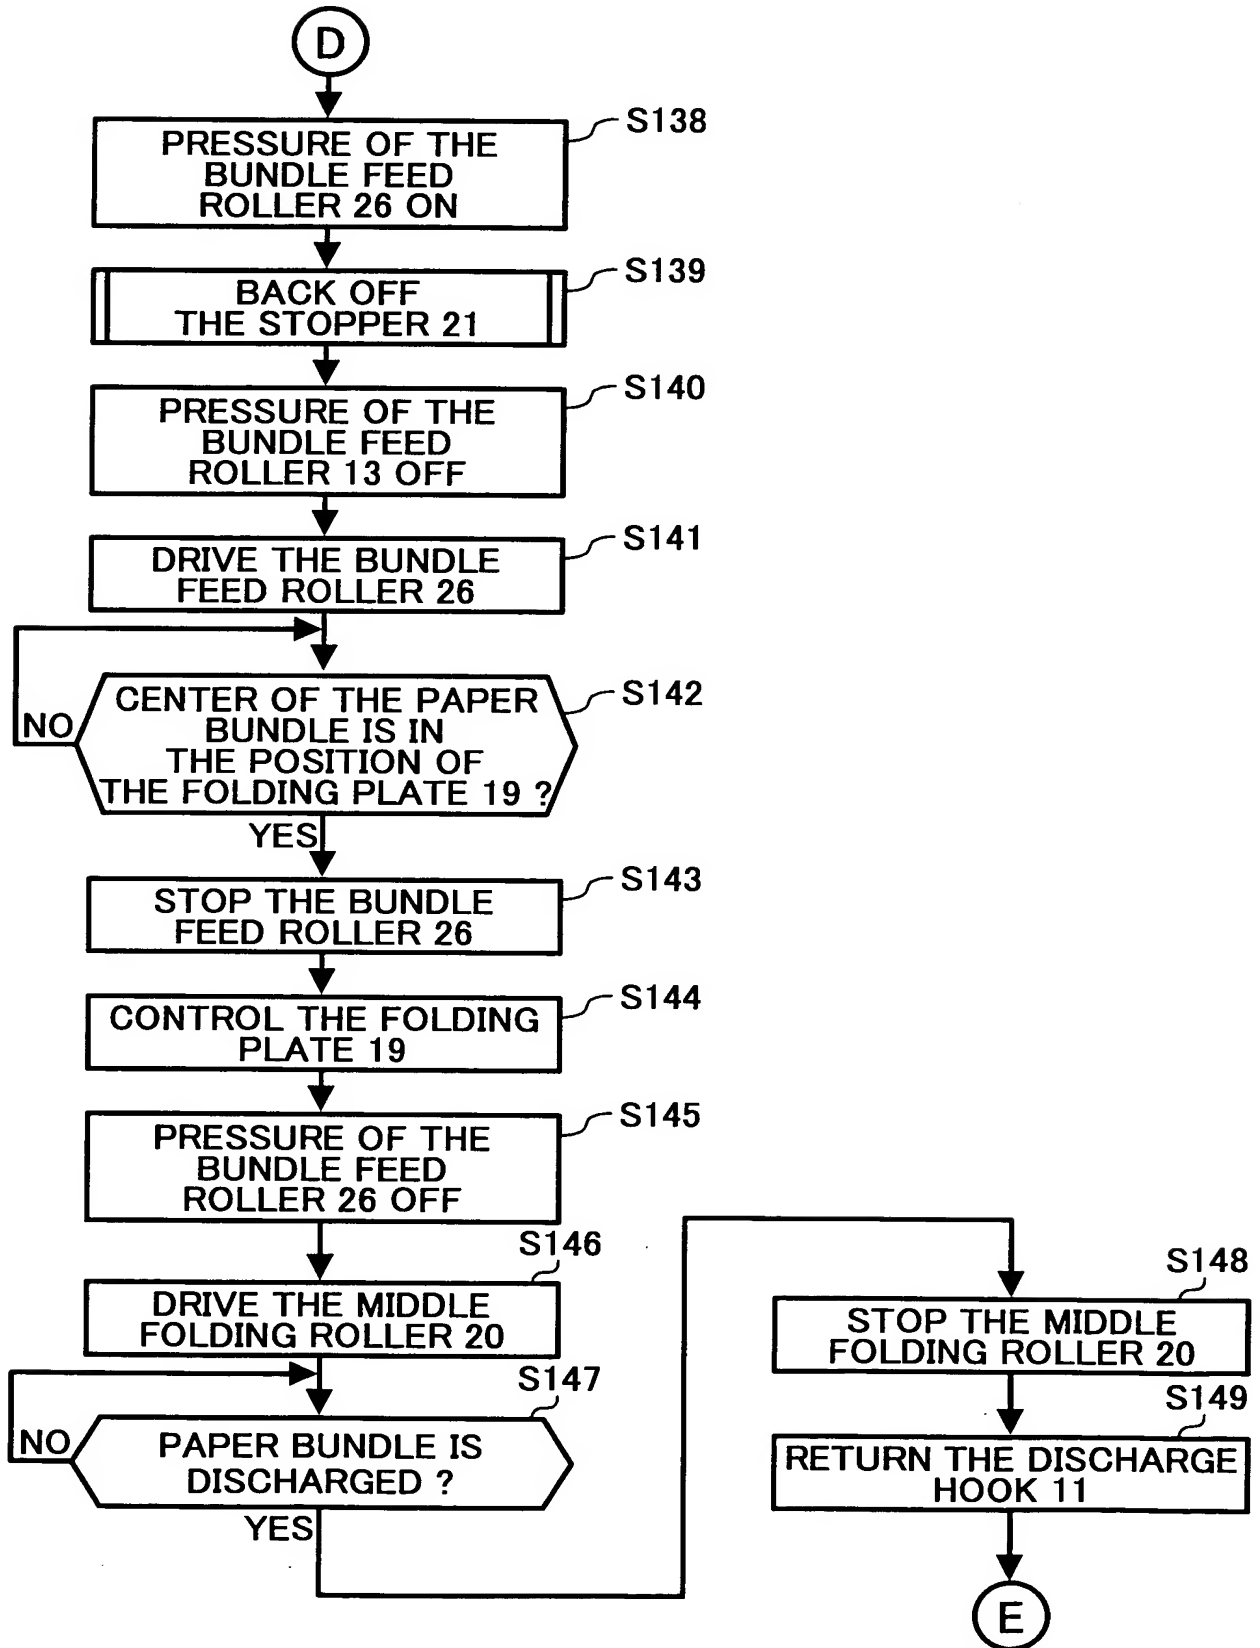 D
S138
PRESSURE OF THE
BUNDLE FEED
ROLLER 26 ON
S139
BACK OFF
THE STOPPER 21
S140
PRESSURE OF THE
BUNDLE FEED
ROLLER 13 OFF
S141
DRIVE THE BUNDLE
FEED ROLLER 26
S142
CENTER OF THE PAPER
BUNDLE IS IN
THE POSITION OF
THE FOLDING PLATE 19 ?
NO
YES
S143
STOP THE BUNDLE
FEED ROLLER 26
S144
CONTROL THE FOLDING
PLATE 19
S145
PRESSURE OF THE
BUNDLE FEED
ROLLER 26 OFF
S146
DRIVE THE MIDDLE
FOLDING ROLLER 20
S147
PAPER BUNDLE IS
DISCHARGED ?
NO
YES
S148
STOP THE MIDDLE
FOLDING ROLLER 20
S149
RETURN THE DISCHARGE
HOOK 11
E